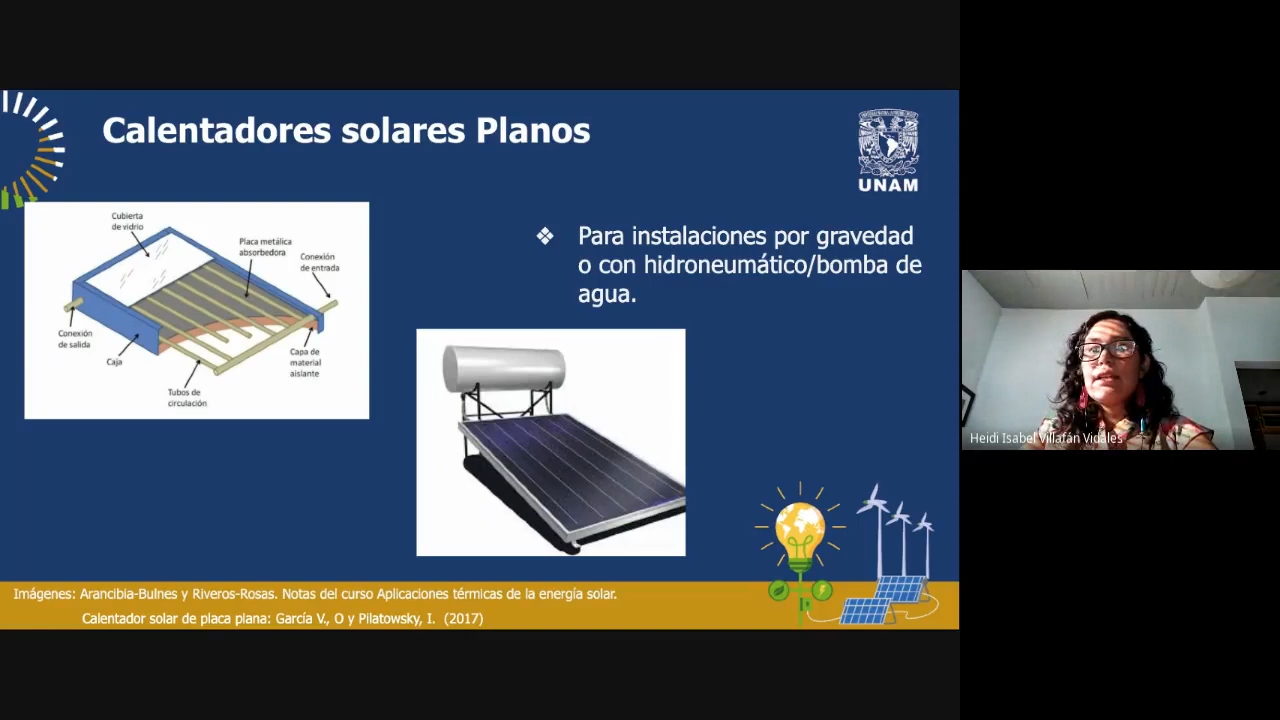 Calentadores solares Planos
UNAM
Cubierta
de vidrio
Placa metálica
absorbedora
Conexión
de entrada
Conexión
de salida
Caja
Capa de
material
aislante
Tubos de
circulación
❖ Para instalaciones por gravedad
o con hidroneumático/bomba de
agua.
Heidi Isabel Villafán Vidales
Imágenes: Arancibia-Bulnes y Riveros-Rosas. Notas del curso Aplicaciones térmicas de la energía solar.
Calentador solar de placa plana: García V., O y Pilatowsky, I. (2017)